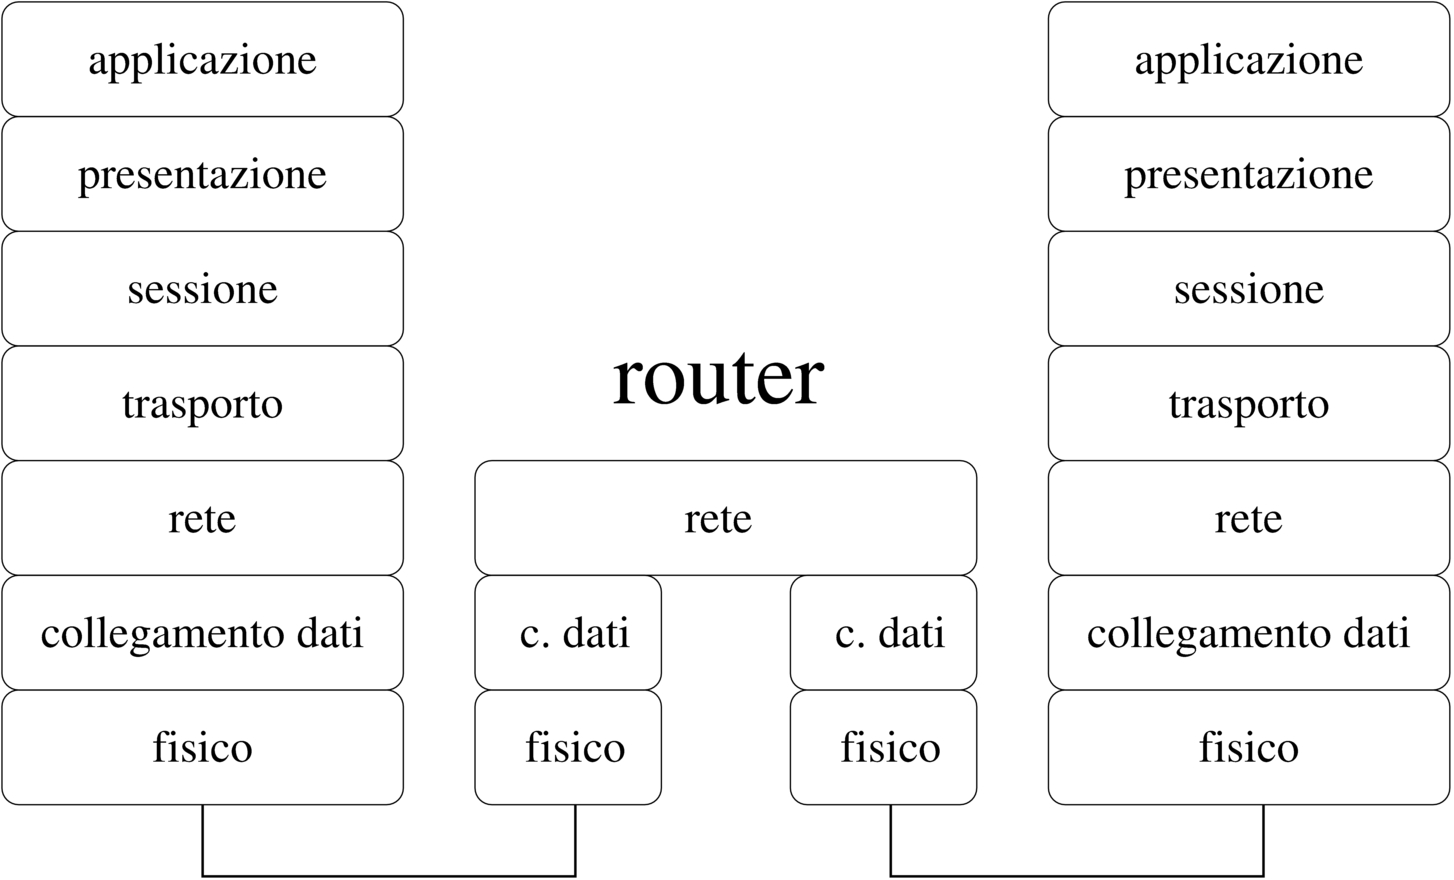 applicazione
presentazione
sessione
trasporto
rete
collegamento dati
fisico
router
rete
c. dati
c. dati
fisico
fisico
applicazione
presentazione
sessione
trasporto
rete
collegamento dati
fisico